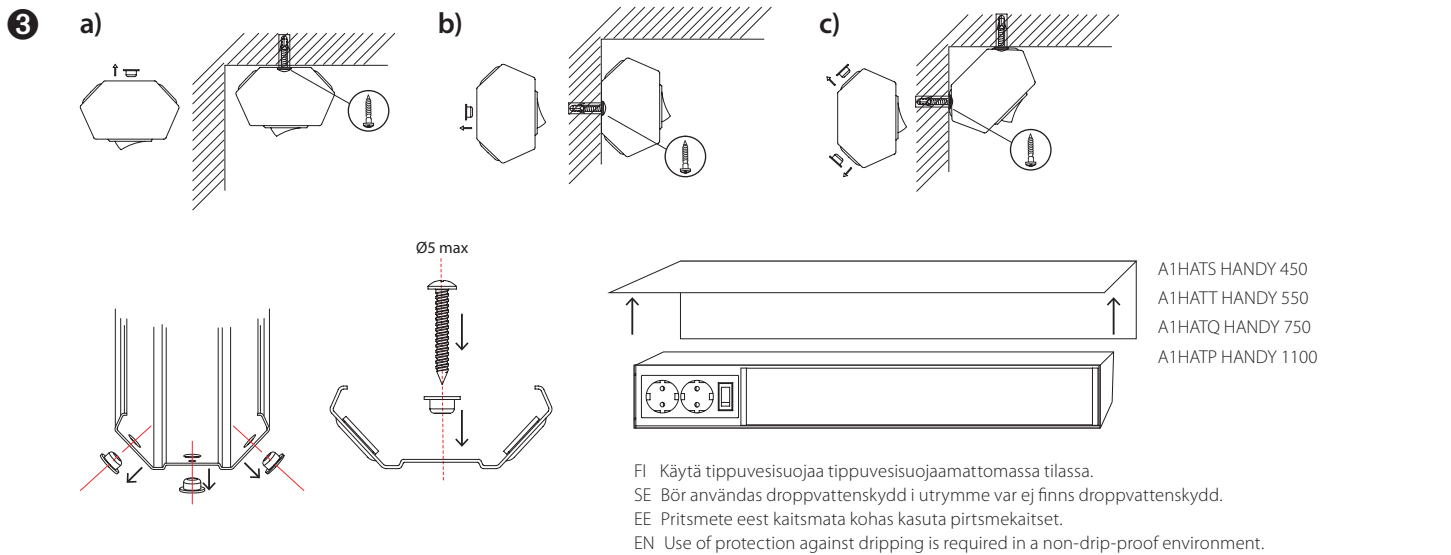 ❸ a) b) c)
Ø5 max
A1HATS HANDY 450
A1HATT HANDY 550
A1HATQ HANDY 750
A1HATP HANDY 1100
FI Käytä tippuvesisuojaa tippuvesisuojaamattomassa tilassa.
SE Bör användas droppvattenskydd i utrymme var ej finns droppvattenskydd.
EE Pritsmete eest kaitsmata kohas kasuta pirtsmekaitset.
EN Use of protection against dripping is required in a non-drip-proof environment.